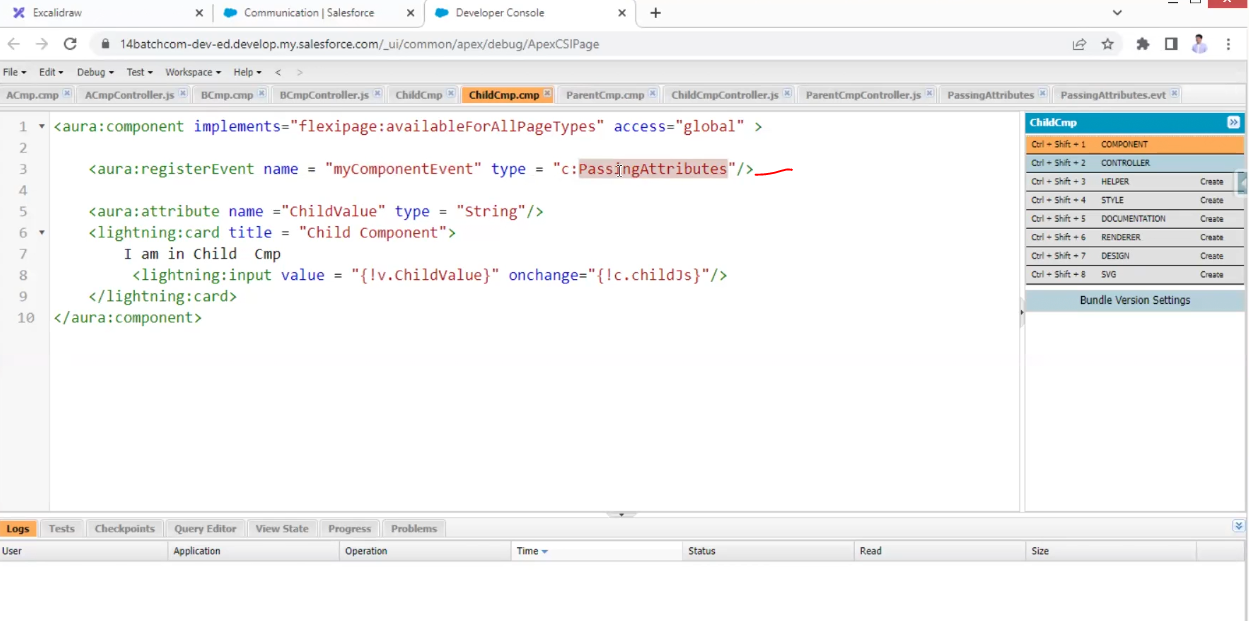 Excalidraw
Communication | Salesforce
Developer Console
14batchcom-dev-ed.develop.my.salesforce.com/_ui/common/apex/debug/ApexCSIPage
File Edit Debug Test Workspace Help < >
ACmp.cmp ACmpController.js BCmp.cmp BCmpController.js ChildCmp ChildCmp.cmp ParentCmp.cmp ChildCmpController.js ParentCmpController.js PassingAttributes PassingAttributes.evt
1 <aura:component implements="flexipage:availableForAllPageTypes" access="global" >
2
3 <aura:registerEvent name = "myComponentEvent" type = "c:PassingAttributes"/>
4
5 <aura:attribute name ="ChildValue" type = "String"/>
6 <lightning:card title = "Child Component">
7 I am in Child  Cmp
8 <lightning:input value = "{!v.ChildValue}" onchange="{!c.childJs}"/>
9 </lightning:card>
10 </aura:component>
ChildCmp
Ctrl + Shift + 1 COMPONENT
Ctrl + Shift + 2 CONTROLLER
Ctrl + Shift + 3 HELPER Create
Ctrl + Shift + 4 STYLE Create
Ctrl + Shift + 5 DOCUMENTATION Create
Ctrl + Shift + 6 RENDERER Create
Ctrl + Shift + 7 DESIGN Create
Ctrl + Shift + 8 SVG Create
Bundle Version Settings
Logs Tests Checkpoints Query Editor View State Progress Problems
User Application Operation Time Status Read Size